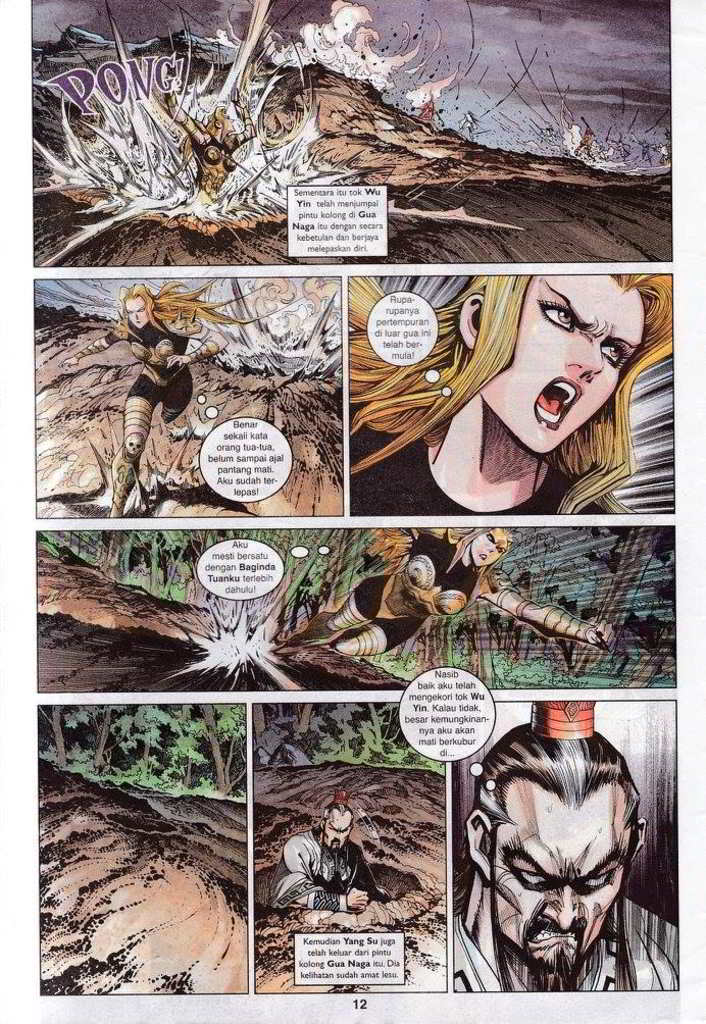 PONG!
Sementara itu tok Wu
Yin telah menjumpai
pintu kolong di Gua
Naga itu dengan secara
kebetulan dan berjaya
melepaskan diri.
Benar
sekali kata
orang tua-tua,
belum sampai ajal
pantang mati.
Aku sudah ter-
lepas!
Rupa-
rupanya
pertempuran
di luar gua ini
telah ber-
mula!
Aku
mesti bersatu
dengan Baginda
Tuanku terlebih
dahulu!
Nasib
baik aku telah
mengekori tok Wu
Yin. Kalau tidak,
besar kemungkinan-
nya aku akan
mati berkubur
di...
Kemudian Yang Su juga
telah keluar dari pintu
kolong Gua Naga itu. Dia
kelihatan sudah amat lesu.
12